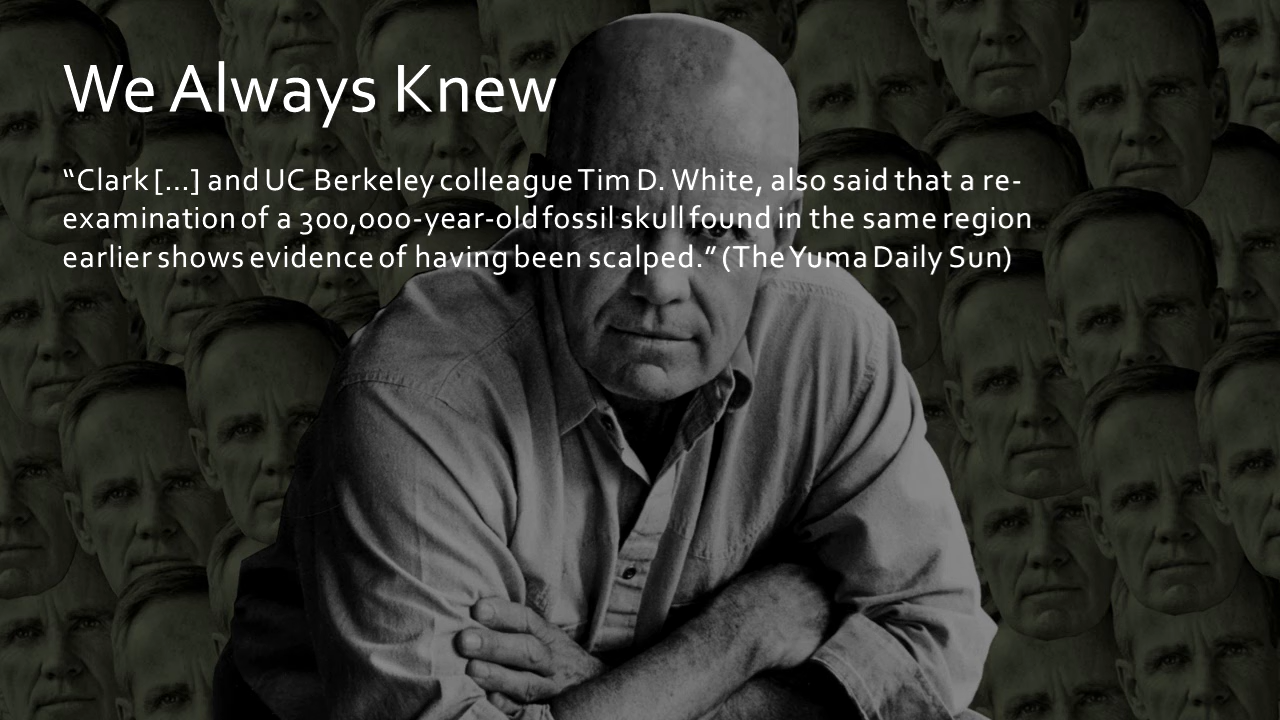 We Always Knew
“Clark […] and UC Berkeley colleague Tim D. White, also said that a re-
examination of a 300,000-year-old fossil skull found in the same region
earlier shows evidence of having been scalped.” (The Yuma Daily Sun)